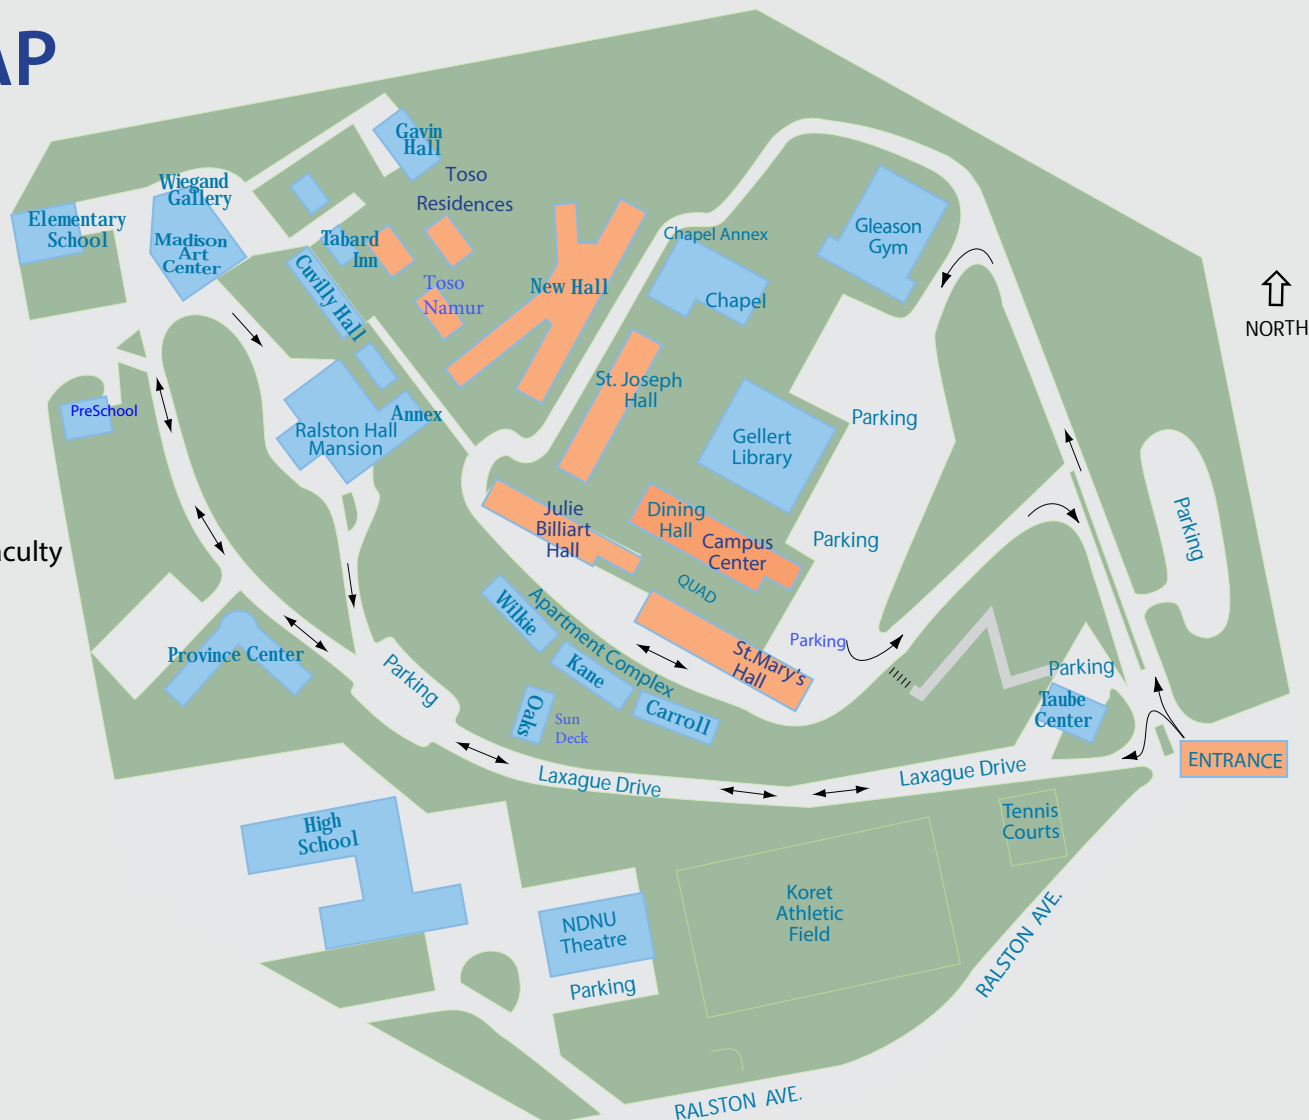 AP
Gavin
Hall
Toso
Residences
Wiegand
Gallery
Elementary
School
Madison
Art
Center
Tabard
Inn
Cuvilly Hall
Toso
Namur
New Hall
Chapel Annex
Chapel
Gleason
Gym
NORTH
PreSchool
Annex
Ralston Hall
Mansion
St. Joseph
Hall
Gellert
Library
Parking
Parking
Julie
Billiart
Hall
Dining
Hall
Campus
Center
Parking
aculty
QUAD
Wilkie
Apartment Complex
Kane
Oaks
Carroll
Sun
Deck
St.Mary's
Hall
Parking
Province Center
Parking
Parking
Taube
Center
ENTRANCE
Laxague Drive
Laxague Drive
Tennis
Courts
High
School
NDNU
Theatre
Parking
Koret
Athletic
Field
RALSTON AVE.
RALSTON AVE.